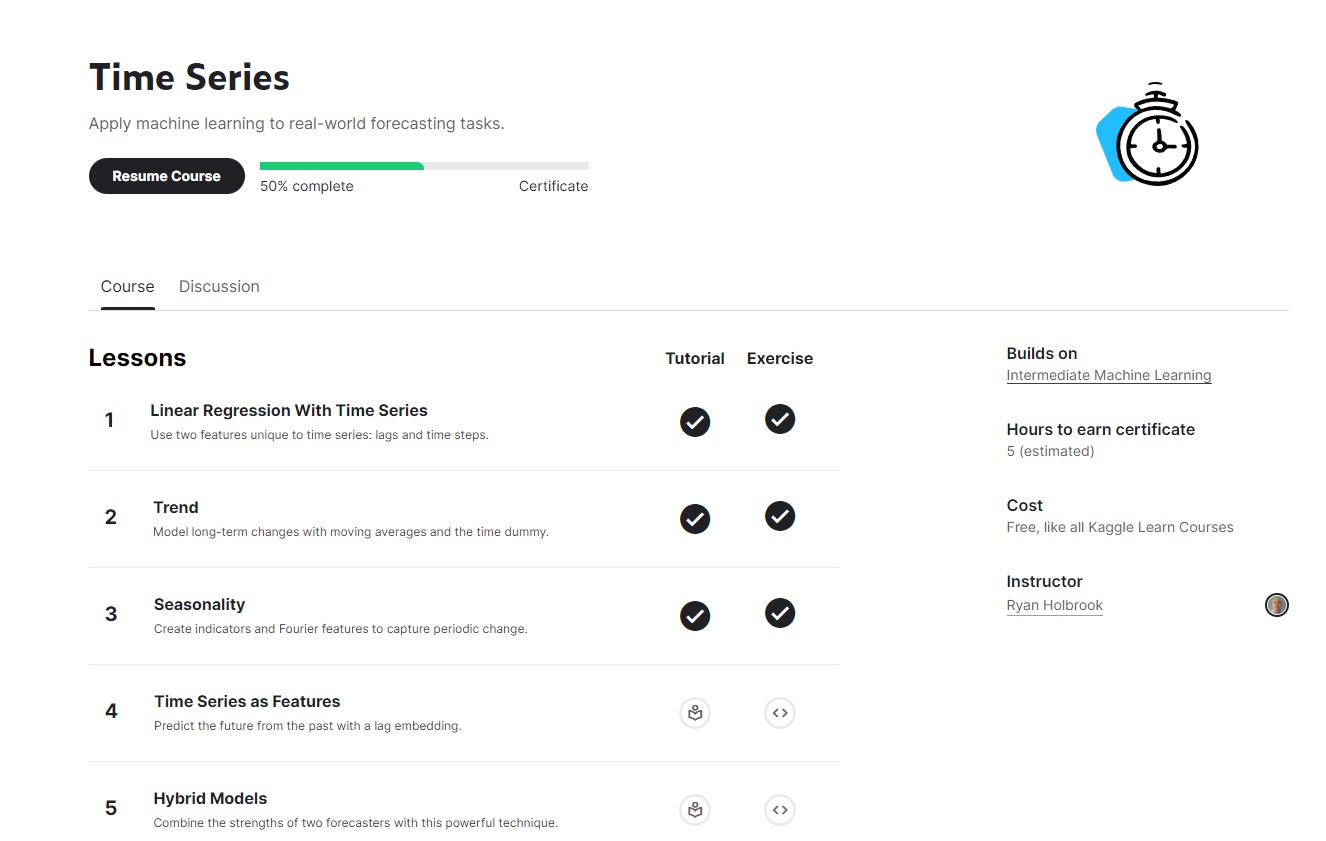 Time Series
Apply machine learning to real-world forecasting tasks.
Resume Course
50% complete
Certificate
Course
Discussion
Lessons
Tutorial
Exercise
1
Linear Regression With Time Series
Use two features unique to time series: lags and time steps.
2
Trend
Model long-term changes with moving averages and the time dummy.
3
Seasonality
Create indicators and Fourier features to capture periodic change.
4
Time Series as Features
Predict the future from the past with a lag embedding.
5
Hybrid Models
Combine the strengths of two forecasters with this powerful technique.
Builds on
Intermediate Machine Learning
Hours to earn certificate
5 (estimated)
Cost
Free, like all Kaggle Learn Courses
Instructor
Ryan Holbrook